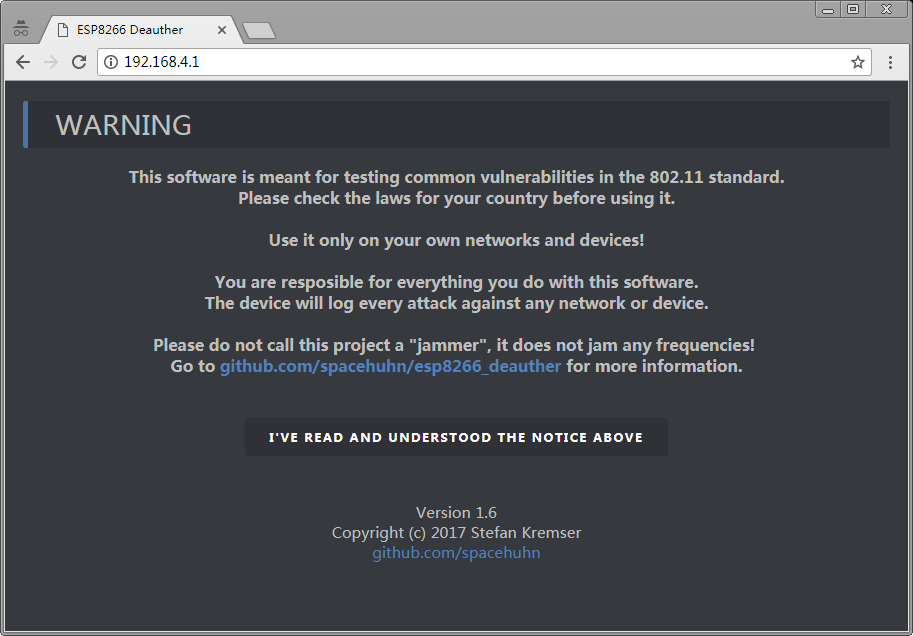 ESP8266 Deauther
192.168.4.1
WARNING
This software is meant for testing common vulnerabilities in the 802.11 standard.
Please check the laws for your country before using it.
Use it only on your own networks and devices!
You are resposible for everything you do with this software.
The device will log every attack against any network or device.
Please do not call this project a "jammer", it does not jam any frequencies!
Go to github.com/spacehuhn/esp8266_deauther for more information.
I'VE READ AND UNDERSTOOD THE NOTICE ABOVE
Version 1.6
Copyright (c) 2017 Stefan Kremser
github.com/spacehuhn